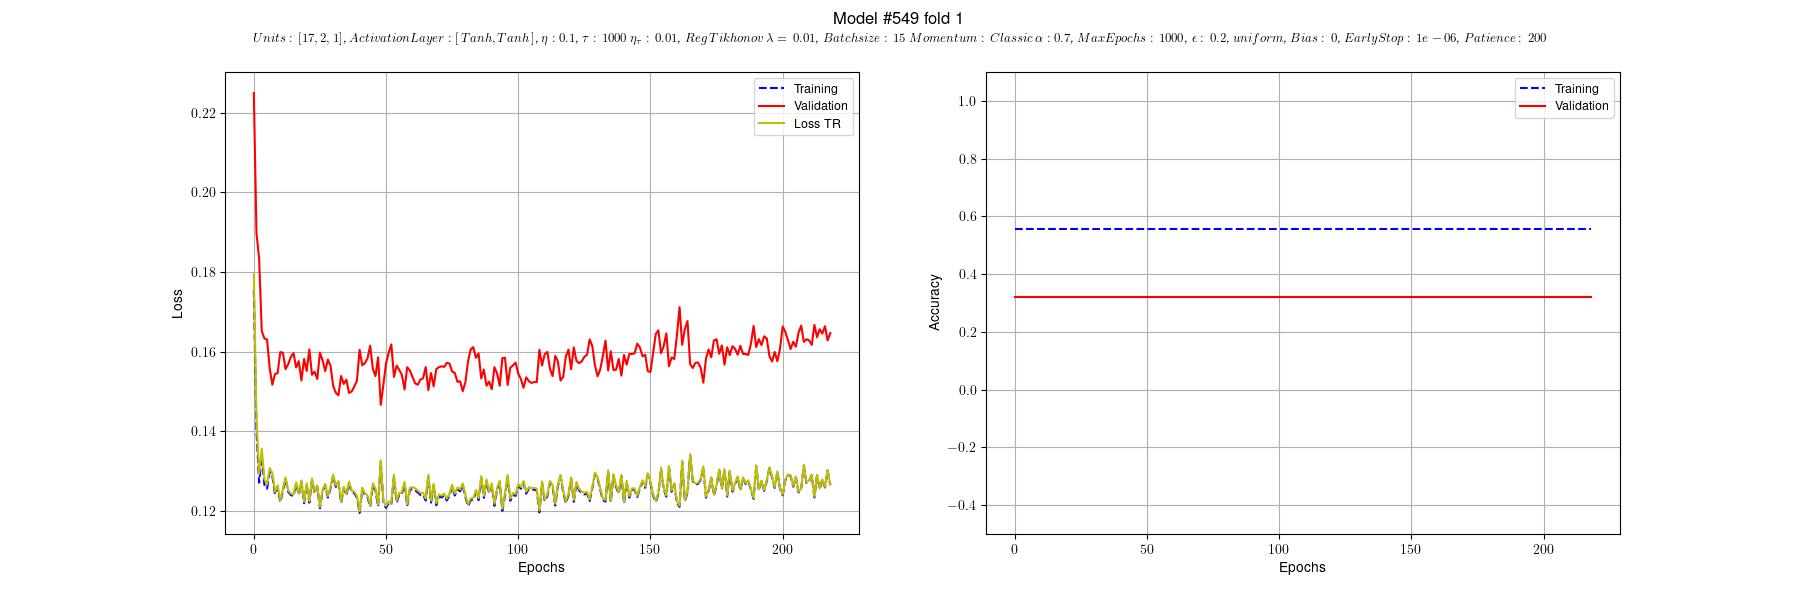 Model #549 fold 1
Units : [17, 2, 1], ActivationLayer : [Tanh, Tanh], η : 0.1, τ : 1000 η_τ : 0.01, RegTikhonov λ = 0.01, Batchsize : 15 Momentum : Classic α : 0.7, MaxEpochs : 1000, ϵ : 0.2, uniform, Bias : 0, EarlyStop : 1e − 06, Patience : 200
Training
Validation
Loss TR
0.22
0.20
0.18
0.16
0.14
0.12
Loss
0
50
100
150
200
Epochs
Training
Validation
1.0
0.8
0.6
0.4
0.2
0.0
−0.2
−0.4
Accuracy
0
50
100
150
200
Epochs